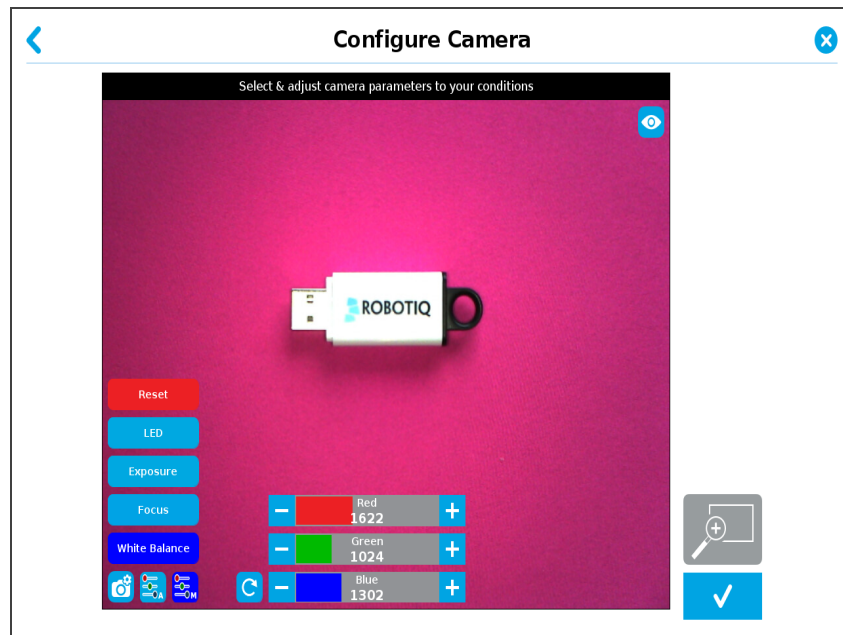 Configure Camera
Select & adjust camera parameters to your conditions
ROBOTIQ
Reset
LED
Exposure
Focus
White Balance
A
M
Red
1622
Green
1024
Blue
1302